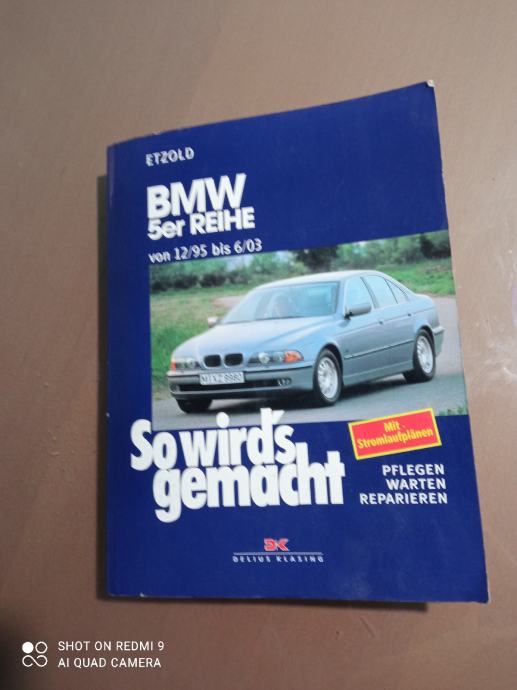 ETZOLD
BMW
5er REIHE
von 12/95 bis 6/03
So wird's
gemacht
Mit
Stromlaufplänen
PFLEGEN
WARTEN
REPARIEREN
DK
DELIUS KLASING
SHOT ON REDMI 9
AI QUAD CAMERA